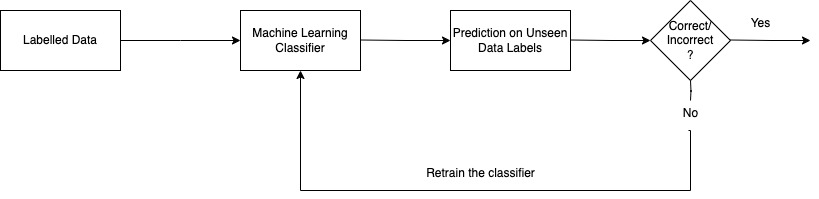 Labelled Data
Machine Learning
Classifier
Prediction on Unseen
Data Labels
Correct/
Incorrect
?
Yes
No
Retrain the classifier